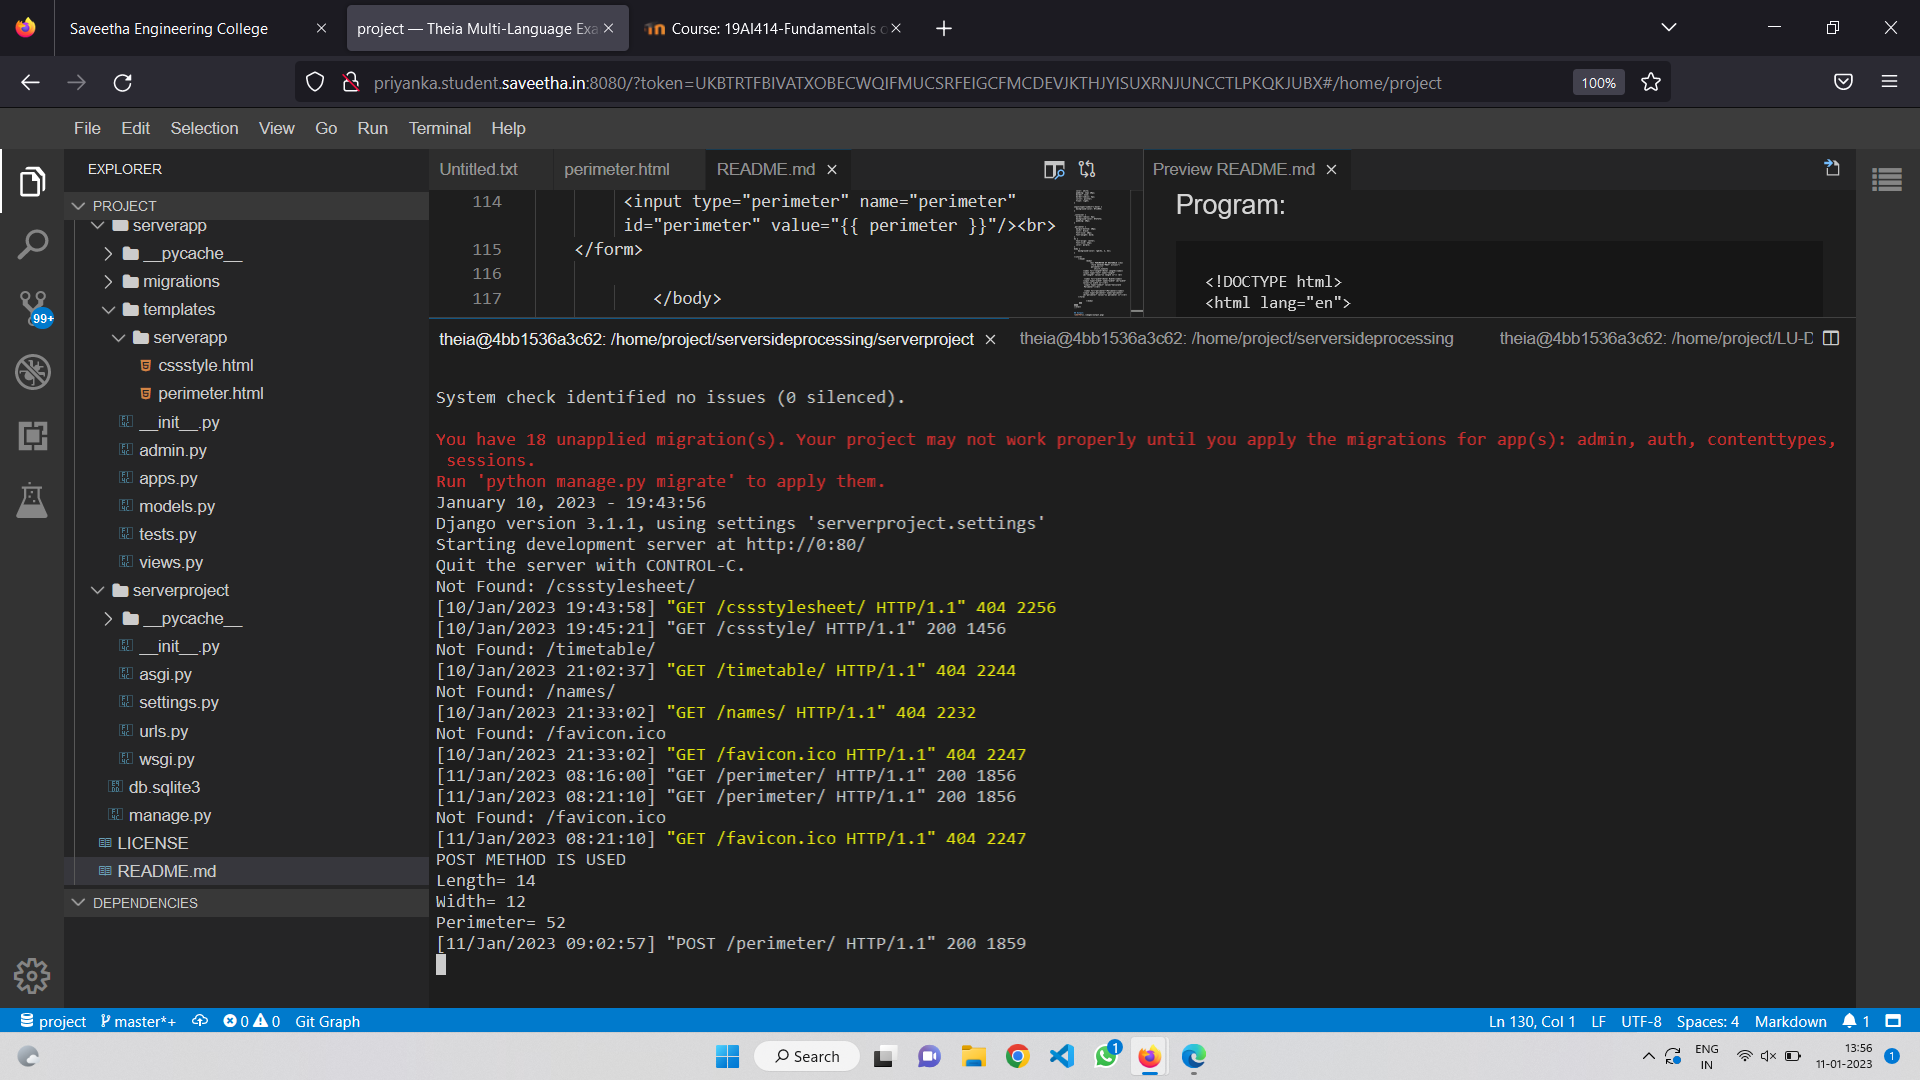 Saveetha Engineering College
project — Theia Multi-Language Exa
Course: 19AI414-Fundamentals o
priyanka.student.saveetha.in:8080/?token=UKBTRTFBIVATXOBECWQIFMUCSRFEIGCFMCDEVJKTHJYISUXRNJUNCCTLPKQKJUBX#/home/project
100%
File Edit Selection View Go Run Terminal Help
EXPLORER
PROJECT
serverapp
__pycache__
migrations
templates
serverapp
cssstyle.html
perimeter.html
__init__.py
admin.py
apps.py
models.py
tests.py
views.py
serverproject
__pycache__
__init__.py
asgi.py
settings.py
urls.py
wsgi.py
db.sqlite3
manage.py
LICENSE
README.md
DEPENDENCIES
99+
Untitled.txt
perimeter.html
README.md
114 <input type="perimeter" name="perimeter"
id="perimeter" value="{{ perimeter }}"/><br>
115 </form>
116
117 </body>
Preview README.md
Program:
<!DOCTYPE html>
<html lang="en">
theia@4bb1536a3c62: /home/project/serversideprocessing/serverproject
theia@4bb1536a3c62: /home/project/serversideprocessing
theia@4bb1536a3c62: /home/project/LU-D
System check identified no issues (0 silenced).
You have 18 unapplied migration(s). Your project may not work properly until you apply the migrations for app(s): admin, auth, contenttypes,
sessions.
Run 'python manage.py migrate' to apply them.
January 10, 2023 - 19:43:56
Django version 3.1.1, using settings 'serverproject.settings'
Starting development server at http://0:80/
Quit the server with CONTROL-C.
Not Found: /cssstylesheet/
[10/Jan/2023 19:43:58] "GET /cssstylesheet/ HTTP/1.1" 404 2256
[10/Jan/2023 19:45:21] "GET /cssstyle/ HTTP/1.1" 200 1456
Not Found: /timetable/
[10/Jan/2023 21:02:37] "GET /timetable/ HTTP/1.1" 404 2244
Not Found: /names/
[10/Jan/2023 21:33:02] "GET /names/ HTTP/1.1" 404 2232
Not Found: /favicon.ico
[10/Jan/2023 21:33:02] "GET /favicon.ico HTTP/1.1" 404 2247
[11/Jan/2023 08:16:00] "GET /perimeter/ HTTP/1.1" 200 1856
[11/Jan/2023 08:21:10] "GET /perimeter/ HTTP/1.1" 200 1856
Not Found: /favicon.ico
[11/Jan/2023 08:21:10] "GET /favicon.ico HTTP/1.1" 404 2247
POST METHOD IS USED
Length= 14
Width= 12
Perimeter= 52
[11/Jan/2023 09:02:57] "POST /perimeter/ HTTP/1.1" 200 1859
project master*+ 0 0 Git Graph
Ln 130, Col 1 LF UTF-8 Spaces: 4 Markdown 1
Search
1
ENG
IN
13:56
11-01-2023
1